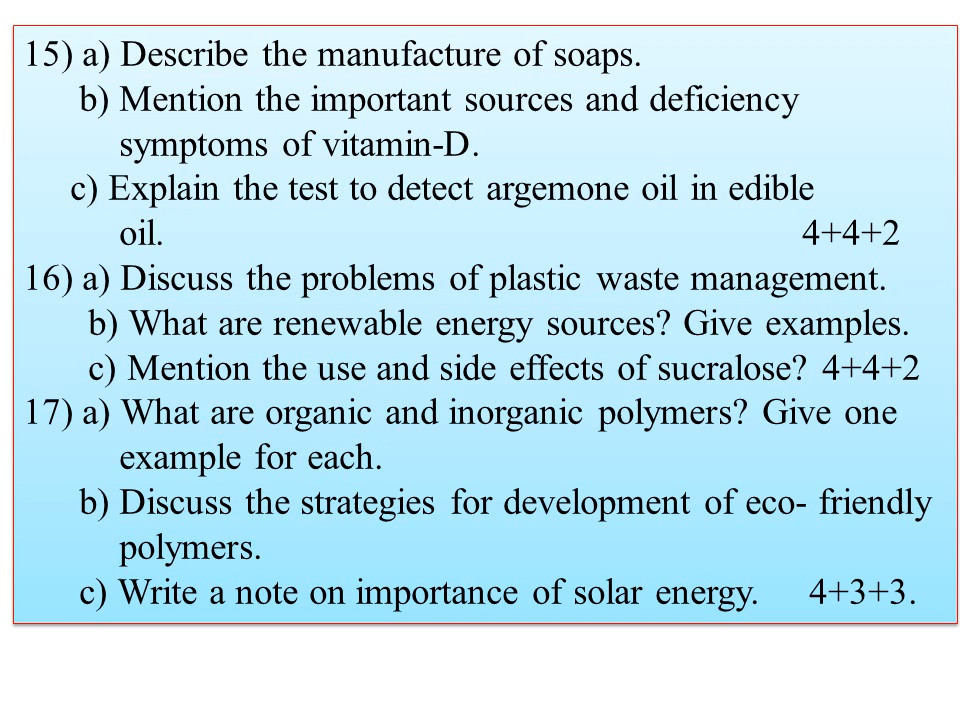 15) a) Describe the manufacture of soaps.
b) Mention the important sources and deficiency
symptoms of vitamin-D.
c) Explain the test to detect argemone oil in edible
oil. 4+4+2
16) a) Discuss the problems of plastic waste management.
b) What are renewable energy sources? Give examples.
c) Mention the use and side effects of sucralose? 4+4+2
17) a) What are organic and inorganic polymers? Give one
example for each.
b) Discuss the strategies for development of eco- friendly
polymers.
c) Write a note on importance of solar energy. 4+3+3.